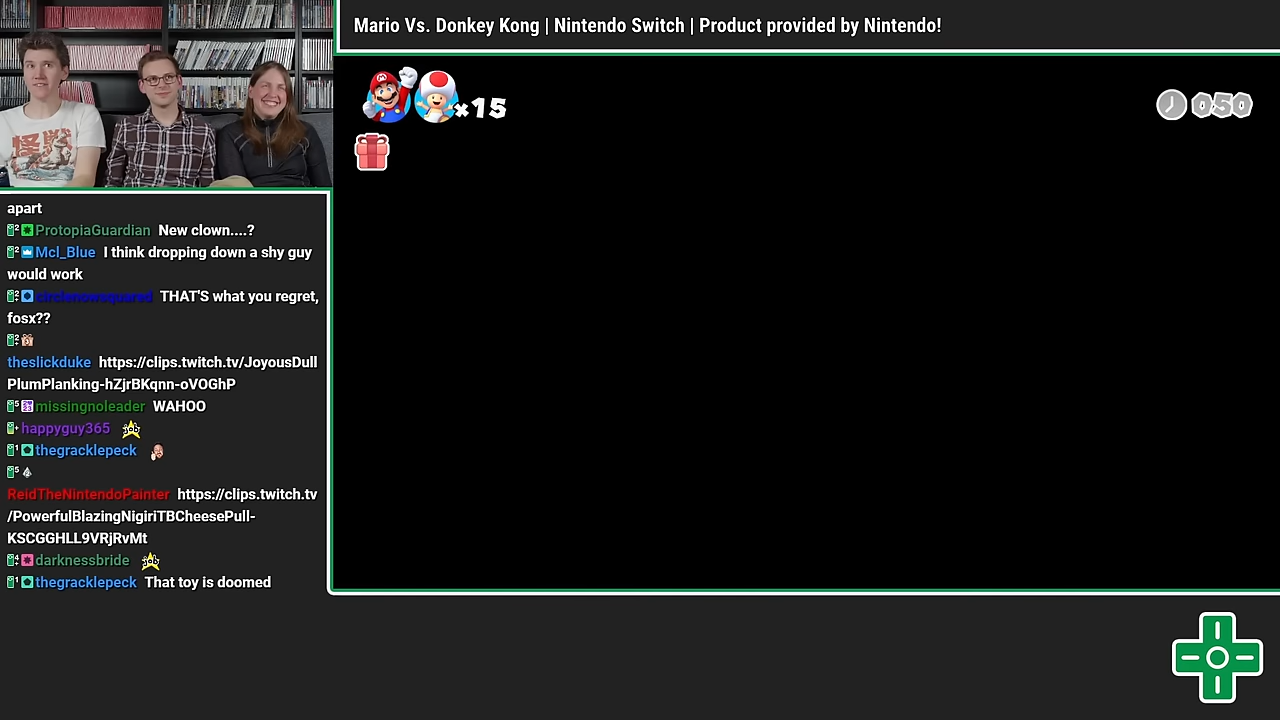 Mario Vs. Donkey Kong | Nintendo Switch | Product provided by Nintendo!
×15
050
apart
ProtopiaGuardian New clown....?
Mcl_Blue I think dropping down a shy guy
would work
circlenowsquared THAT'S what you regret,
fosx??
theslickduke https://clips.twitch.tv/JoyousDull
PlumPlanking-hZjrBKqnn-oVOGhP
missingnoleader WAHOO
happyguy365
thegracklepeck
ReidTheNintendoPainter https://clips.twitch.tv
/PowerfulBlazingNigiriTBCheesePull-
KSCGGHLL9VRjRvMt
darknessbride
thegracklepeck That toy is doomed